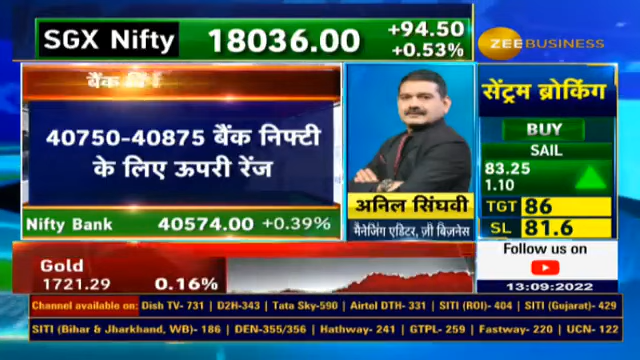 SGX Nifty 18036.00 +94.50
+0.53%
ZEE BUSINESS
बैंक
40750-40875 बैंक निफ्टी
के लिए ऊपरी रेंज
Nifty Bank 40574.00 +0.39%
अनिल सिंघवी
मैनेजिंग एडिटर, ज़ी बिज़नेस
सेंट्रम ब्रोकिंग
BUY
SAIL
83.25
1.10
TGT 86
SL 81.6
Gold
1721.29 0.16%
Follow us on
13:09:2022
Channel available on: Dish TV- 731 | D2H-343 | Tata Sky-590 | Airtel DTH- 331 | SITI (ROI)- 404 | SITI (Gujarat)- 429
SITI (Bihar & Jharkhand, WB)- 186 | DEN-355/356 | Hathway- 241 | GTPL- 259 | Fastway- 220 | UCN- 122